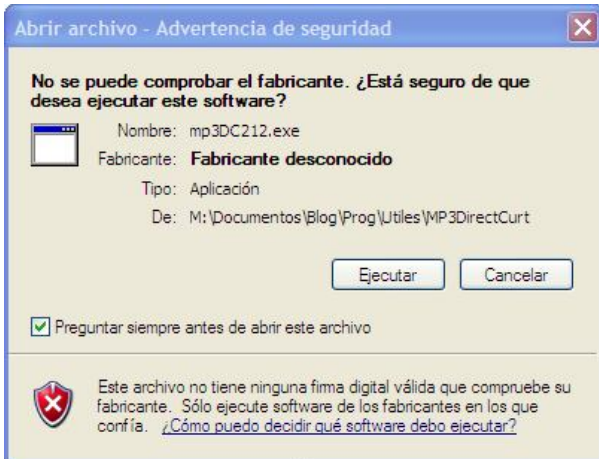 Abrir archivo - Advertencia de seguridad
No se puede comprobar el fabricante. ¿Está seguro de que
desea ejecutar este software?
Nombre: mp3DC212.exe
Fabricante: Fabricante desconocido
Tipo: Aplicación
De: M:\Documentos\Blog\Prog\Utiles\MP3DirectCurt
Ejecutar Cancelar
Preguntar siempre antes de abrir este archivo
Este archivo no tiene ninguna firma digital válida que compruebe su
fabricante. Sólo ejecute software de los fabricantes en los que
confía. ¿Cómo puedo decidir qué software debo ejecutar?